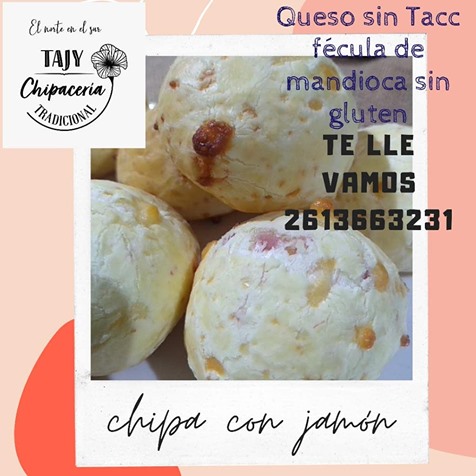 El norte en el sur
TAJY
Chipacería
TRADICIONAL
Queso sin Tacc
fécula de
mandioca sin
gluten
TE LLE
VAMOS
2613663231
chipa con jamón